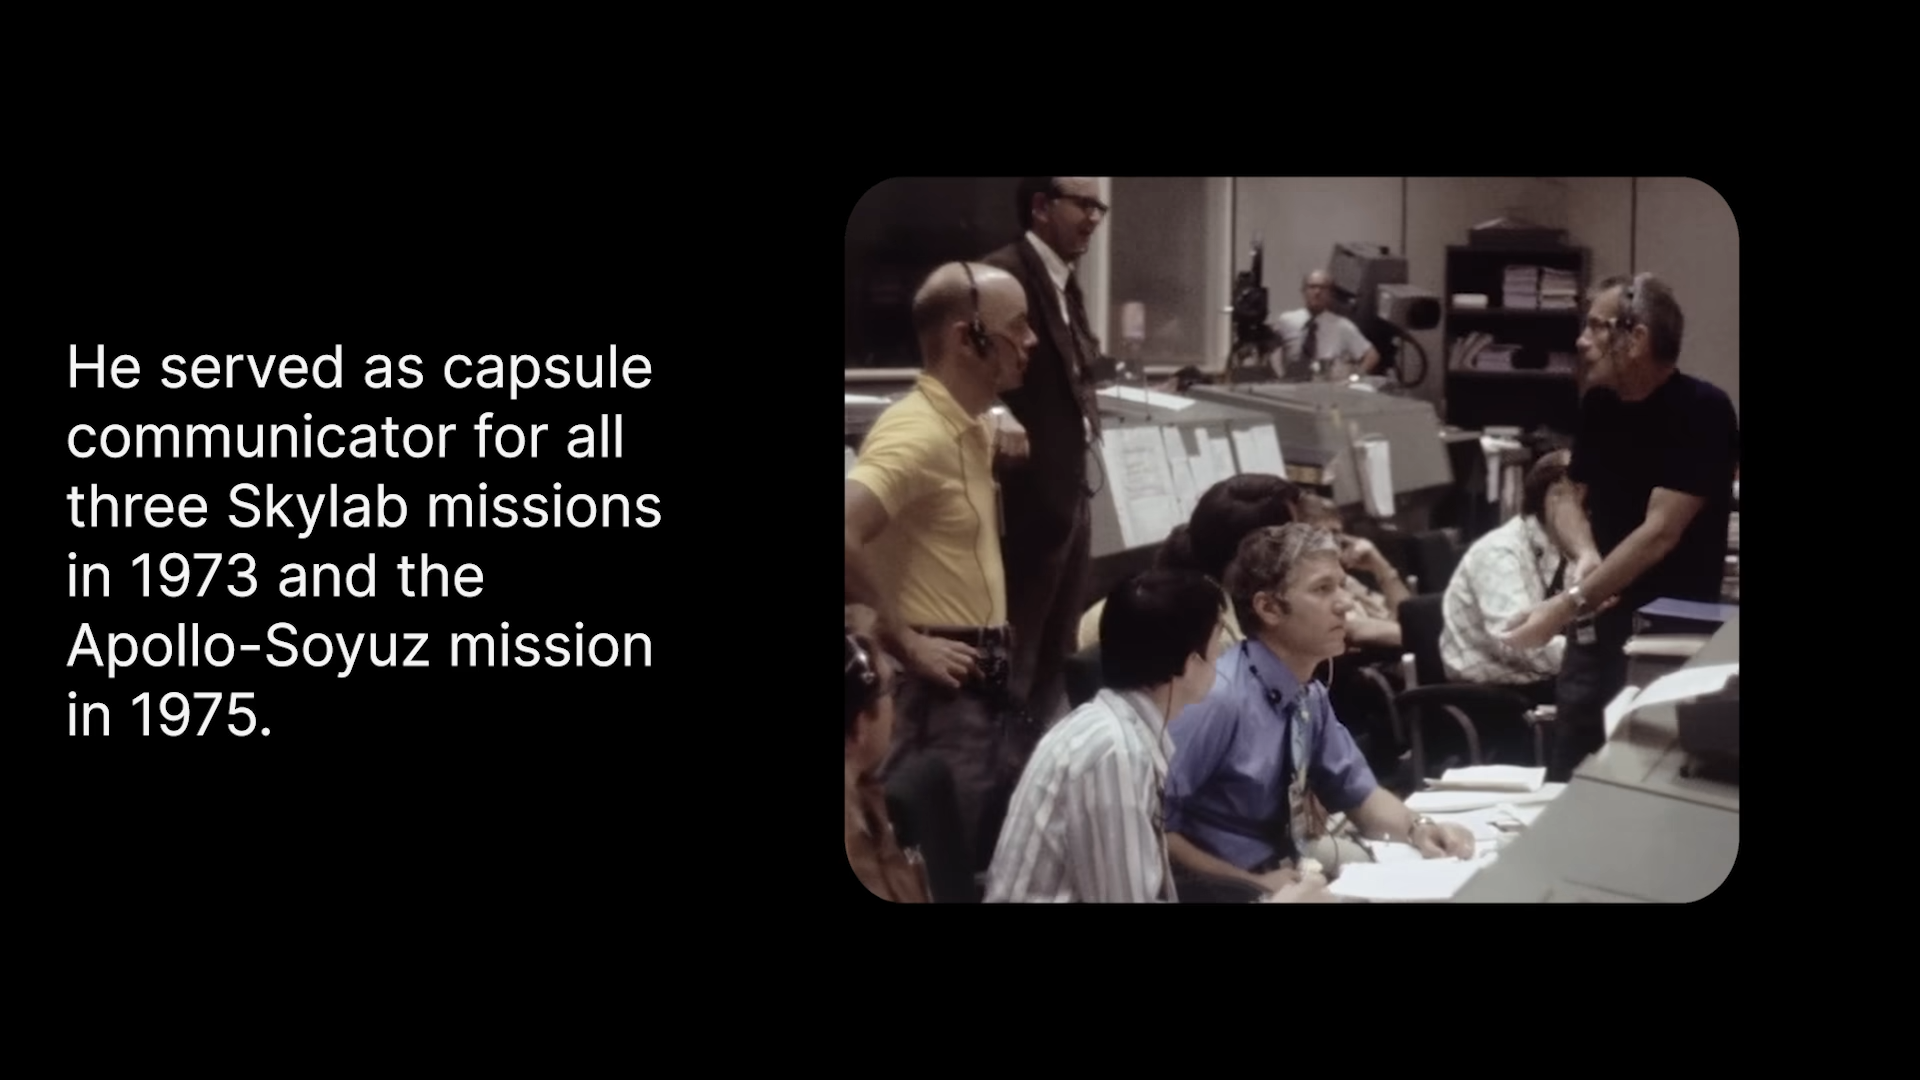 He served as capsule
communicator for all
three Skylab missions
in 1973 and the
Apollo-Soyuz mission
in 1975.